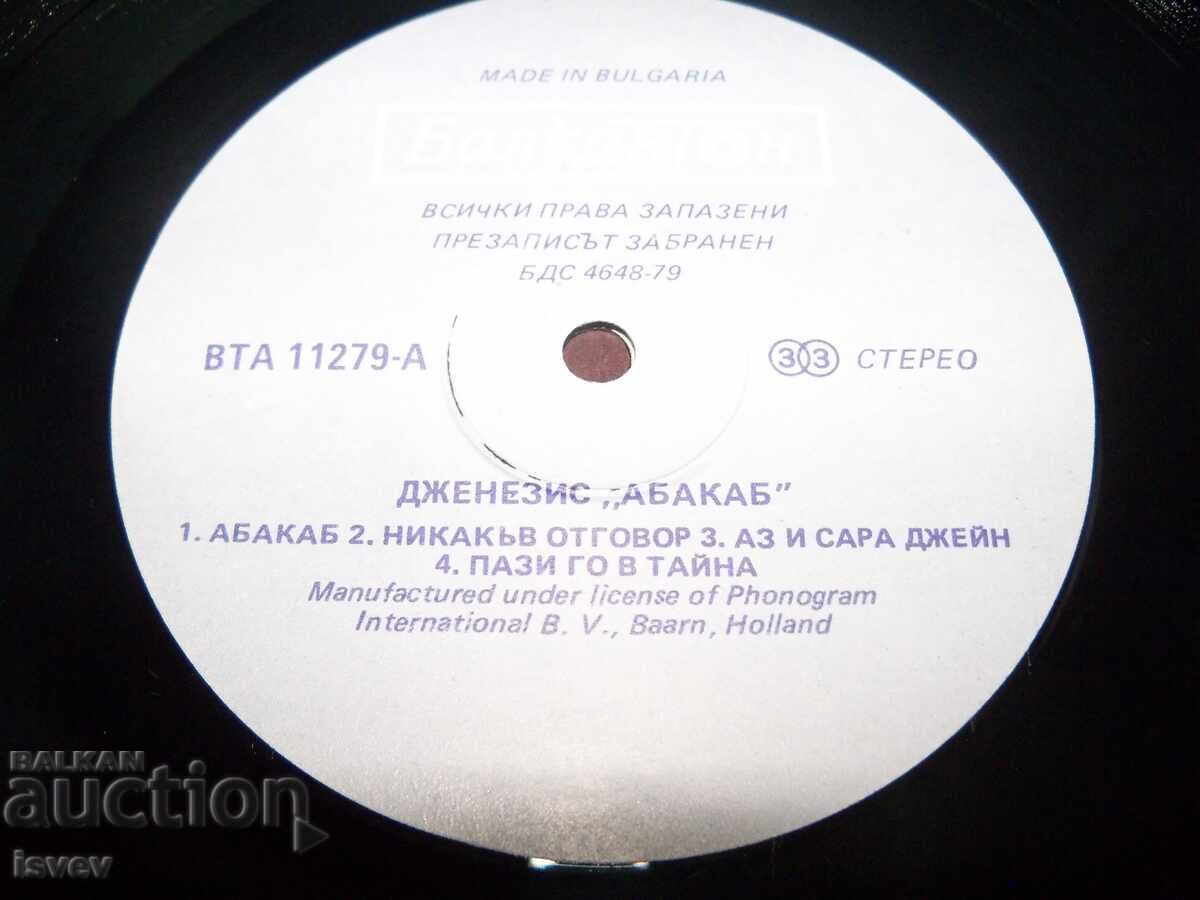 MADE IN BULGARIA
Балкантон
ВСИЧКИ ПРАВА ЗАПАЗЕНИ
ПРЕЗАПИСЪТ ЗАБРАНЕН
БДС 4648-79
ВТА 11279-А
33 СТЕРЕО
ДЖЕНЕЗИС „АБАКАБ”
1. АБАКАБ 2. НИКАКЬВ ОТГОВОР 3. АЗ И САРА ДЖЕЙН
4. ПАЗИ ГО В ТАЙНА
Manufactured under license of Phonogram
International B. V., Baarn, Holland
BALKAN
auction
isvev